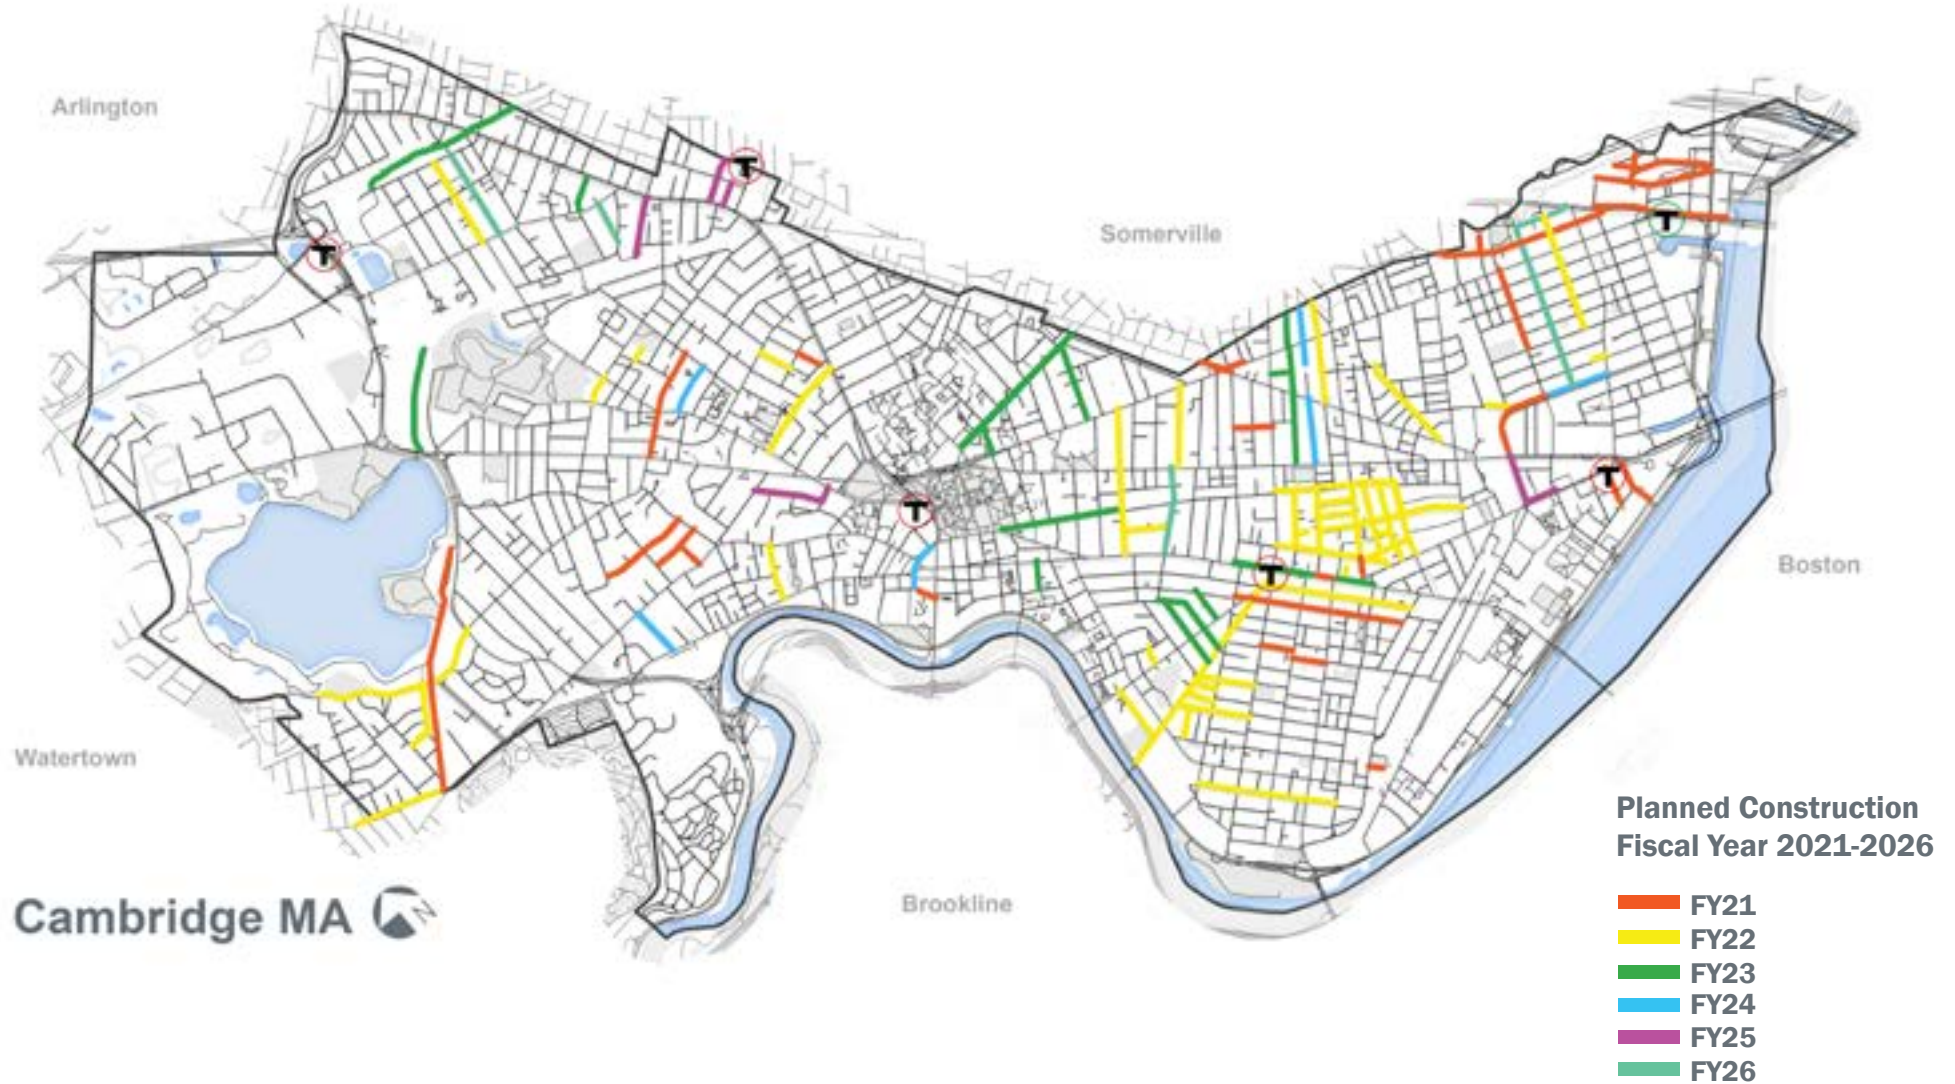 Arlington
Somerville
Boston
Watertown
Brookline
Cambridge MA
N
T
T
T
T
T
T
Planned Construction
Fiscal Year 2021-2026
FY21
FY22
FY23
FY24
FY25
FY26